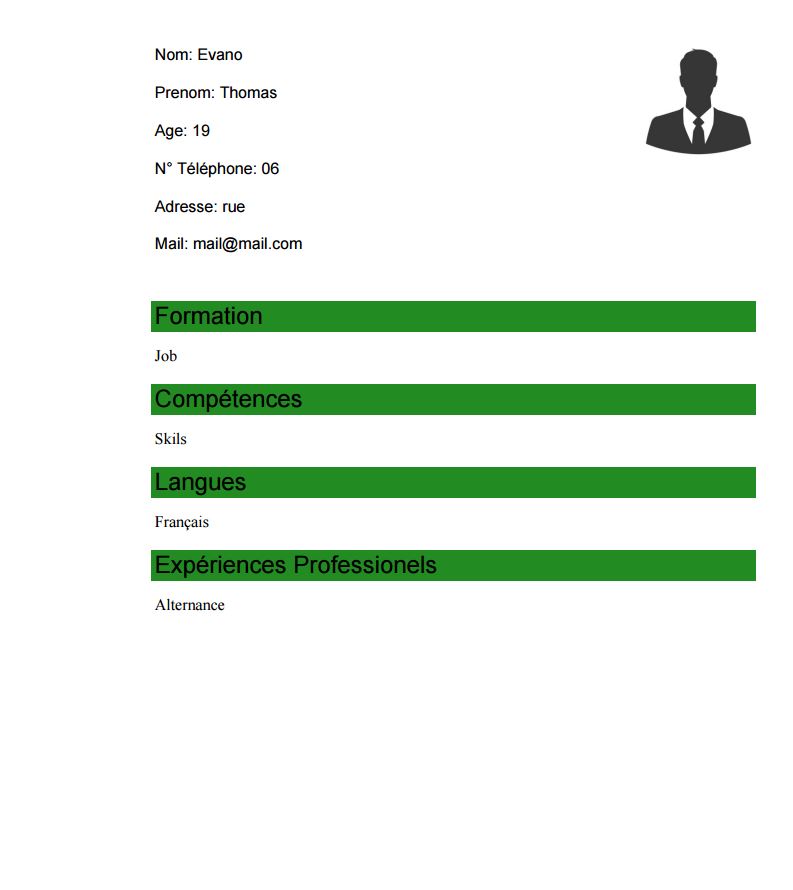 Nom: Evano
Prenom: Thomas
Age: 19
N° Téléphone: 06
Adresse: rue
Mail: mail@mail.com
Formation
Job
Compétences
Skils
Langues
Français
Expériences Professionels
Alternance